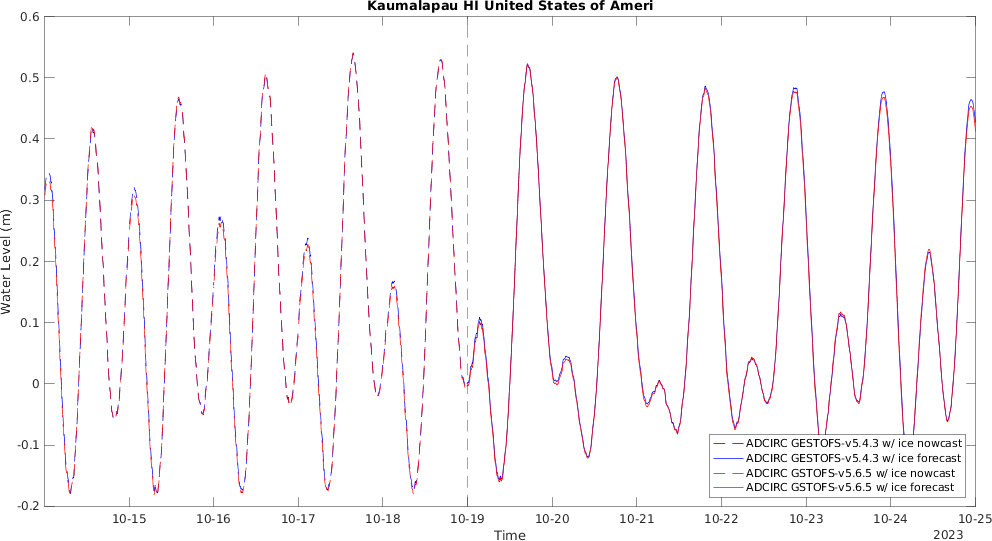 Kaumalapau HI United States of Ameri
0.6
0.5
0.4
0.3
0.2
0.1
0
-0.1
-0.2
Water Level (m)
ADCIRC GESTOFS-v5.4.3 w/ ice nowcast
ADCIRC GESTOFS-v5.4.3 w/ ice forecast
ADCIRC GSTOFS-v5.6.5 w/ ice nowcast
ADCIRC GSTOFS-v5.6.5 w/ ice forecast
10-15 10-16 10-17 10-18 10-19 10-20 10-21 10-22 10-23 10-24 10-25
Time
2023